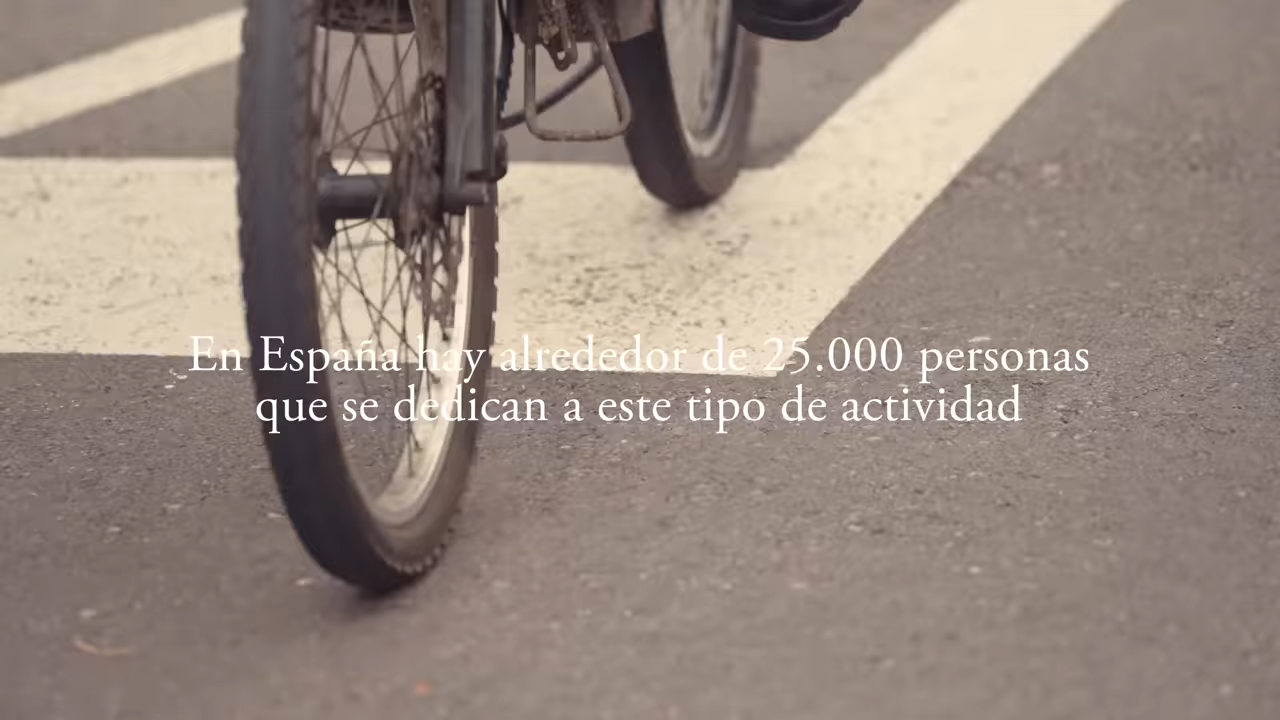 En España hay alrededor de 25.000 personas
que se dedican a este tipo de actividad